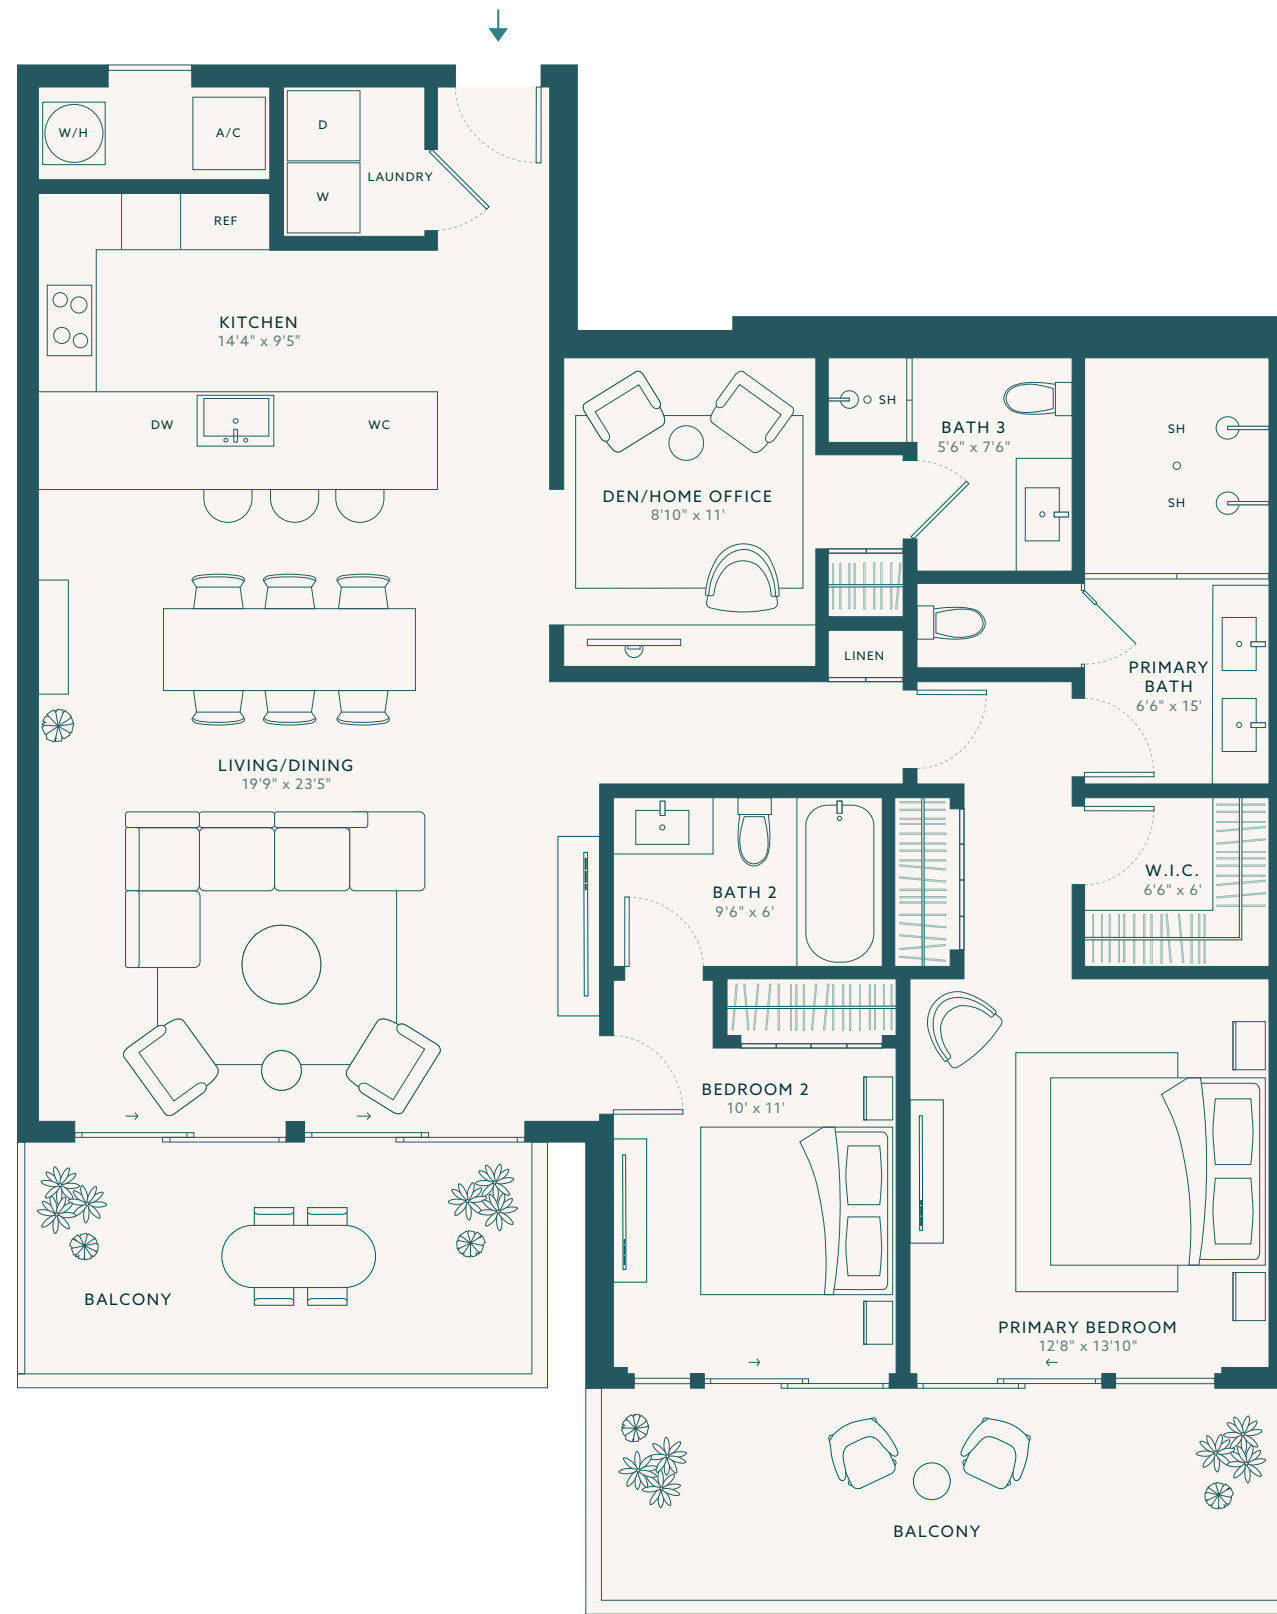 W/H
A/C
D
LAUNDRY
W
REF
KITCHEN
14'4" x 9'5"
DW
WC
SH
BATH 3
5'6" x 7'6"
SH
SH
DEN/HOME OFFICE
8'10" x 11'
LINEN
PRIMARY
BATH
6'6" x 15'
LIVING/DINING
19'9" x 23'5"
BATH 2
9'6" x 6'
W.I.C.
6'6" x 6'
BEDROOM 2
10' x 11'
BALCONY
PRIMARY BEDROOM
12'8" x 13'10"
BALCONY